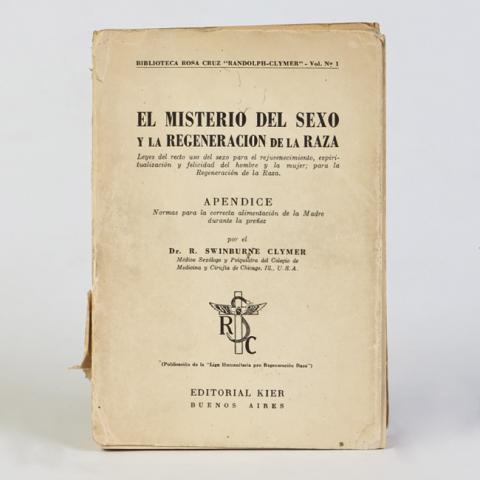 BIBLIOTECA ROSA CRUZ "RANDOLPH-CLYMER" - Vol. Nº 1
EL MISTERIO DEL SEXO
Y LA REGENERACION DE LA RAZA
Leyes del recto uso del sexo para el rejuvenecimiento, espiri-
tualización y felicidad del hombre y la mujer; para la
Regeneración de la Raza.
APENDICE
Normas para la correcta alimentación de la Madre
durante la preñez
por el
Dr. R. SWINBURNE CLYMER
Médico Sexólogo y Psiquiatra del Colegio de
Medicina y Cirugía de Chicago, Ill., U.S.A.
R S C
(Publicación de la "Liga Humanitaria pro Regeneración Raza")
EDITORIAL KIER
BUENOS AIRES